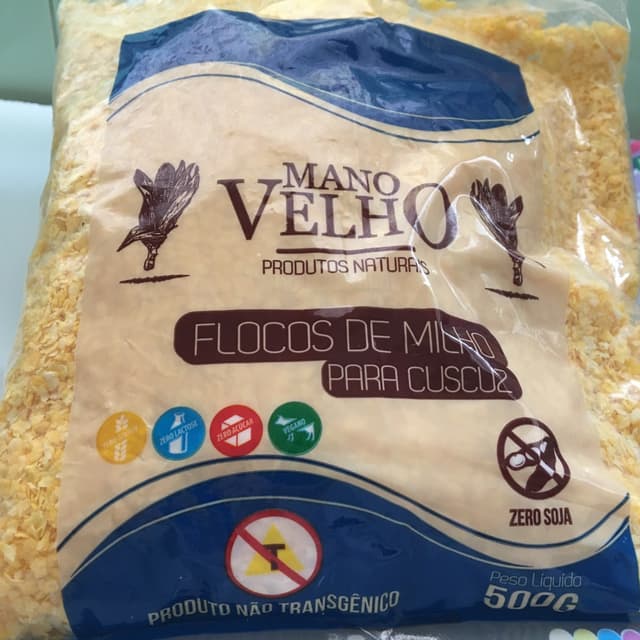 MANO
VELHO
PRODUTOS NATURAIS
FLOCOS DE MILHO
PARA CUSCUZ
ZERO LACTOSE
ZERO AÇÚCAR
VEGANO
ZERO SOJA
T
PRODUTO NÃO TRANSGÊNICO
Peso Líquido
500G